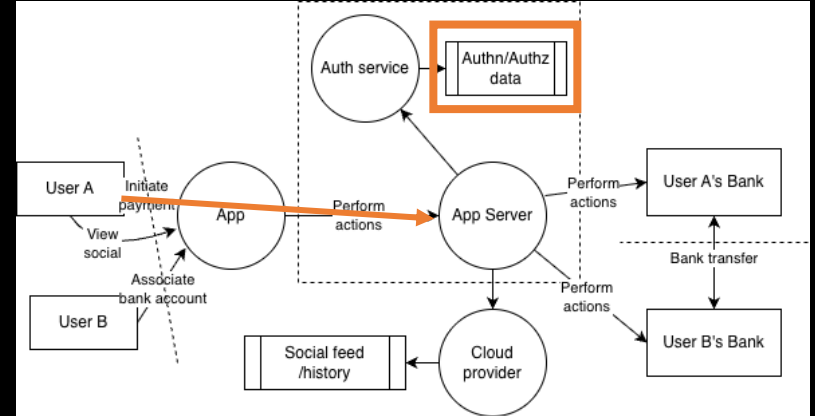 Auth service
Authn/Authz
data
User A
Initiate
payment
App
Perform
actions
App Server
Perform
actions
User A's Bank
View
social
Bank transfer
Associate
bank account
Perform
actions
User B
User B's Bank
Social feed
/history
Cloud
provider